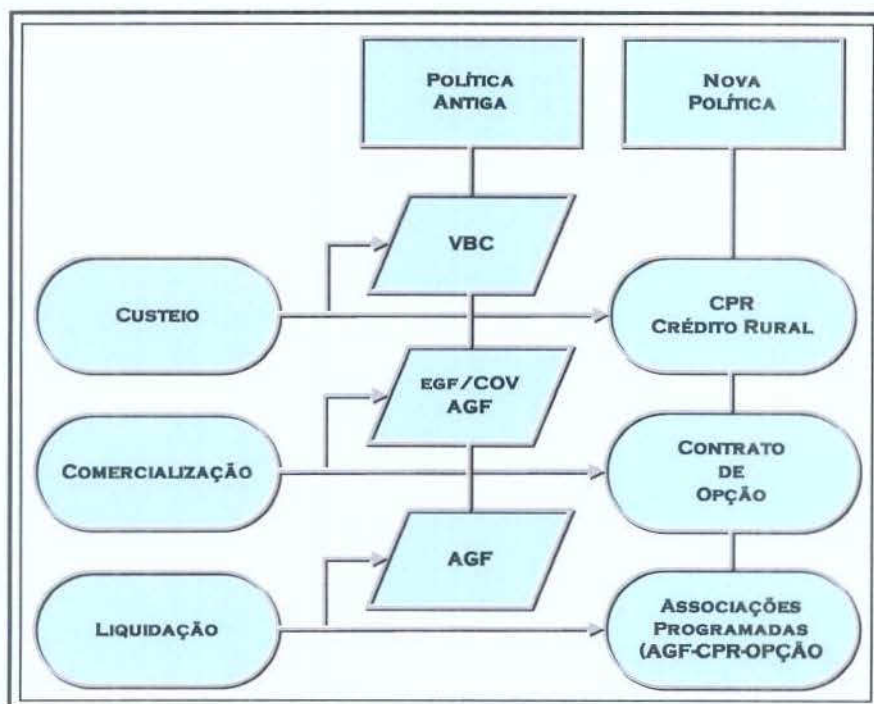 POLÍTICA
ANTIGA
NOVA
POLÍTICA
VBC
CUSTEIO
CPR
CRÉDITO RURAL
EGF/COV
AGF
COMERCIALIZAÇÃO
CONTRATO
DE
OPÇÃO
AGF
LIQUIDAÇÃO
ASSOCIAÇÕES
PROGRAMADAS
(AGF-CPR-OPÇÃO